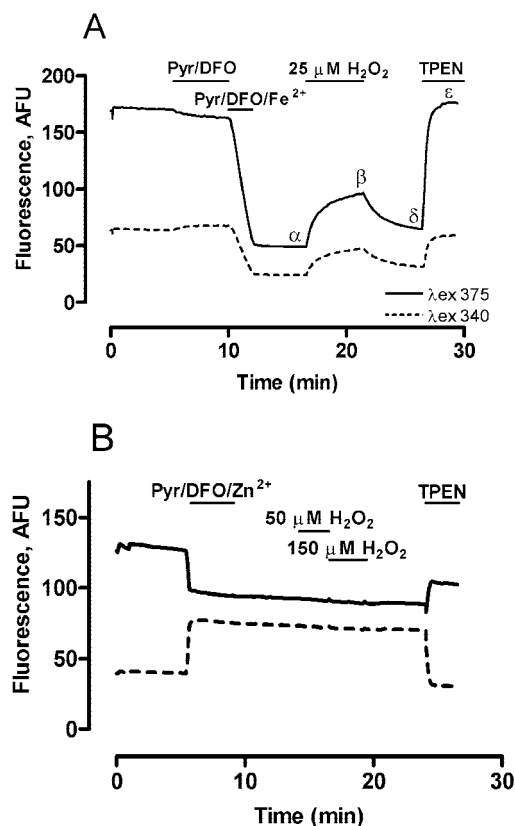 A
Pyr/DFO
25 μM H₂O₂
TPEN
Pyr/DFO/Fe²⁺
200
150
100
50
0
Fluorescence, AFU
α
β
δ
ε
λex 375
λex 340
0 10 20 30
Time (min)
B
Pyr/DFO/Zn²⁺
TPEN
50 μM H₂O₂
150 μM H₂O₂
150
100
50
0
Fluorescence, AFU
0 10 20 30
Time (min)